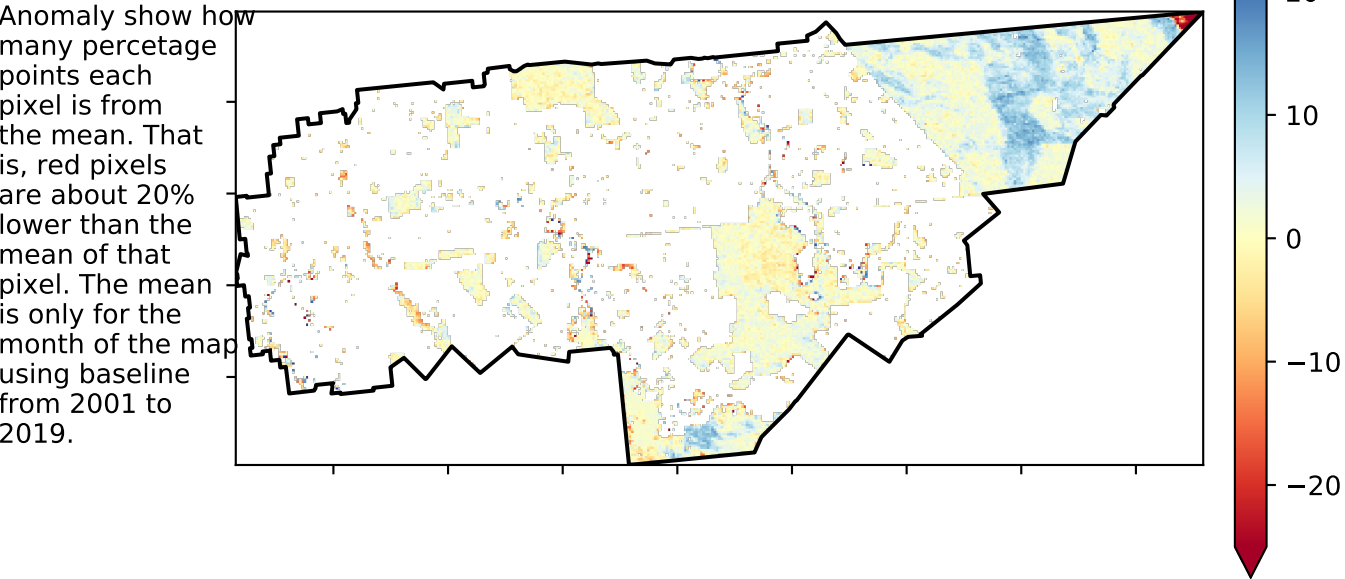 Anomaly show how
many percetage
points each
pixel is from
the mean. That
is, red pixels
are about 20%
lower than the
mean of that
pixel. The mean
is only for the
month of the map
using baseline
from 2001 to
2019.
10
0
−10
−20